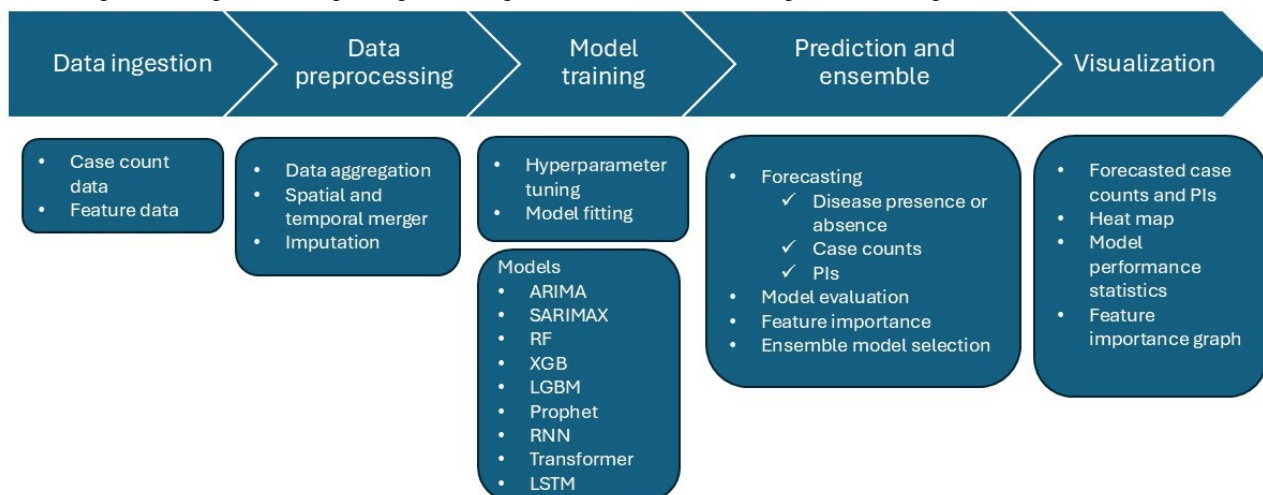 Data ingestion
Data
preprocessing
Model
training
Prediction and
ensemble
Visualization
• Case count
data
• Feature data
• Data aggregation
• Spatial and
temporal merger
• Imputation
• Hyperparameter
tuning
• Model fitting
Models
• ARIMA
• SARIMAX
• RF
• XGB
• LGBM
• Prophet
• RNN
• Transformer
• LSTM
• Forecasting
✓ Disease presence or
absence
✓ Case counts
✓ PIs
• Model evaluation
• Feature importance
• Ensemble model selection
• Forecasted case
counts and PIs
• Heat map
• Model
performance
statistics
• Feature
importance graph